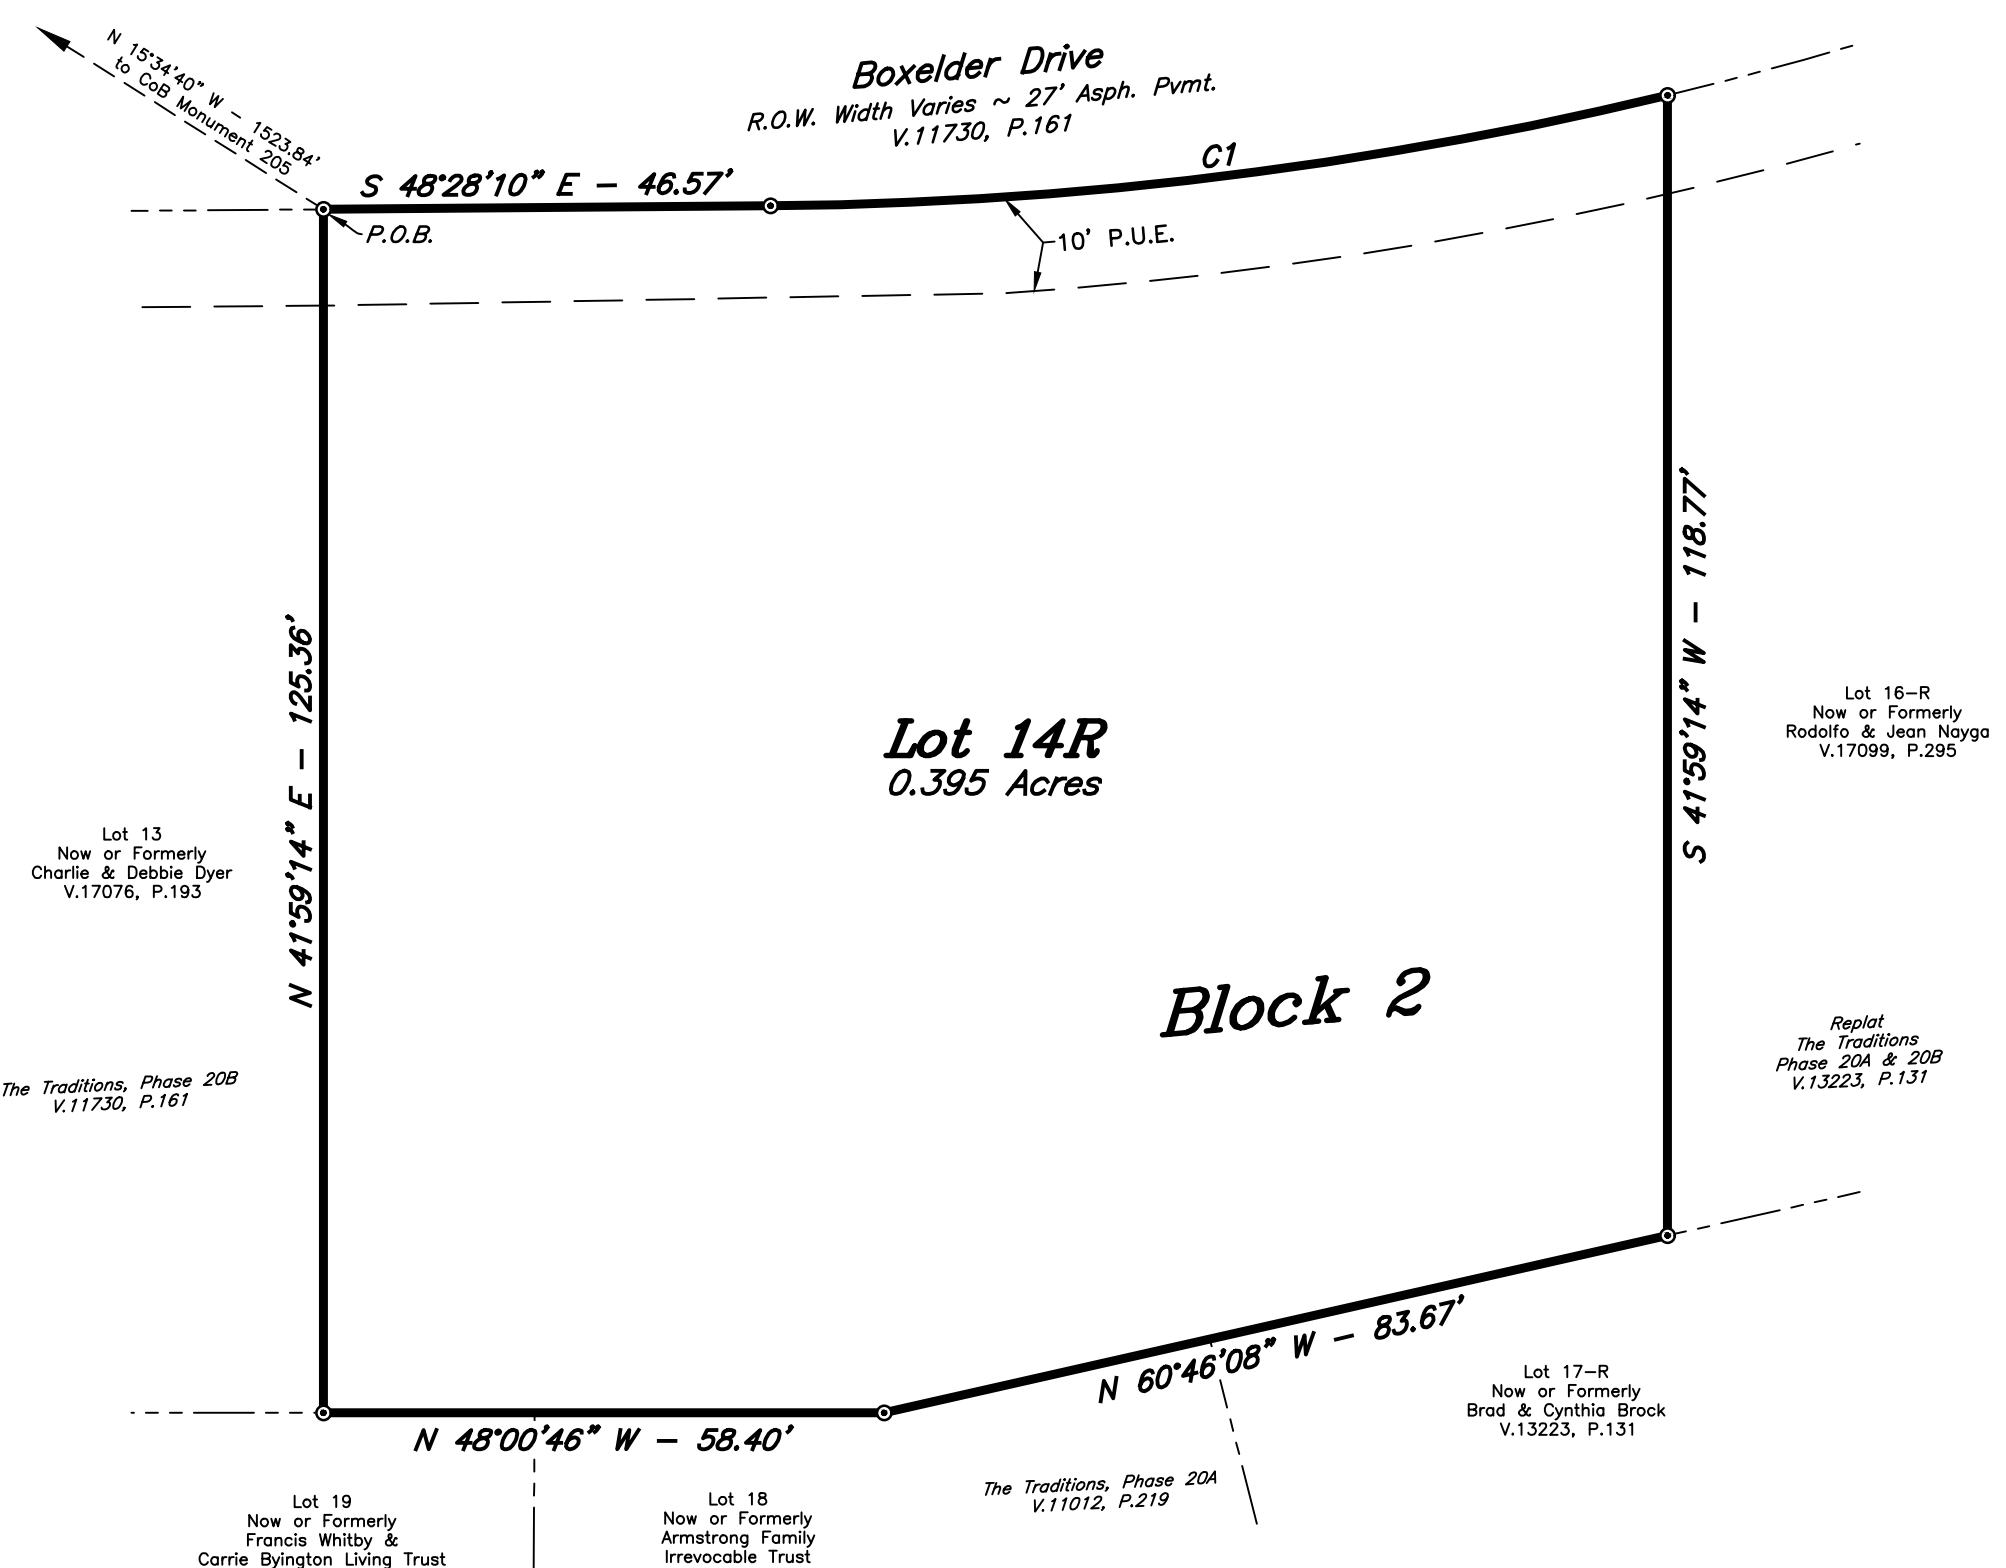 N 15°34'40" W - 1523.84'
to CoB Monument 205
Boxelder Drive
R.O.W. Width Varies ~ 27' Asph. Pvmt.
V.11730, P.161
S 48°28'10" E - 46.57'
C1
P.O.B.
10' P.U.E.
N 41°59'14" E - 125.36'
S 41°59'14" W - 118.77'
Lot 14R
0.395 Acres
Lot 16-R
Now or Formerly
Rodolfo & Jean Nayga
V.17099, P.295
Lot 13
Now or Formerly
Charlie & Debbie Dyer
V.17076, P.193
Block 2
Replat
The Traditions
Phase 20A & 20B
V.13223, P.131
The Traditions, Phase 20B
V.11730, P.161
N 60°46'08" W - 83.67'
N 48°00'46" W - 58.40'
Lot 17-R
Now or Formerly
Brad & Cynthia Brock
V.13223, P.131
The Traditions, Phase 20A
V.11012, P.219
Lot 19
Now or Formerly
Francis Whitby &
Carrie Byington Living Trust
Lot 18
Now or Formerly
Armstrong Family
Irrevocable Trust